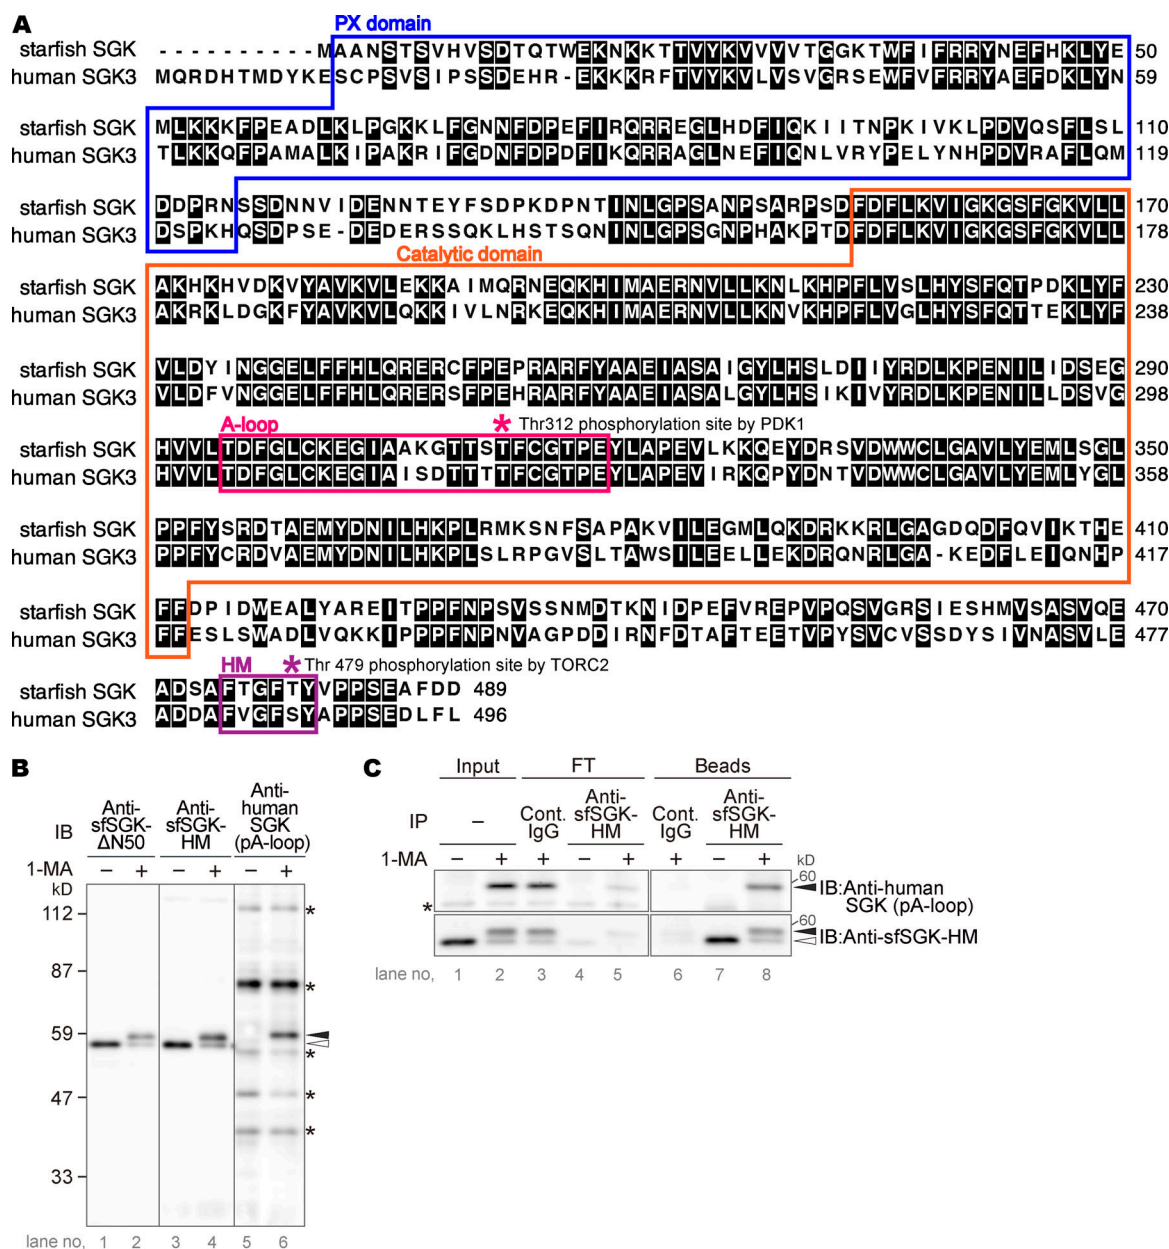 A
PX domain
starfish SGK - - - - - - - - - - MAANSTSVHVSDTQTWEKNKKTTVYKVVVVTGGKTWFIFRRYNEFHKLYE 50
human SGK3 MQRDHTMDYKESCPSVSIPSSDEHR-EKKKRFTVYKVLVSVGRSEWFVFRRYAEFDKLYN 59
starfish SGK MLKKKFPEADLKLPGKKLFGNNFDPEFIRQRREGLHDFIQKIITNPKIVKLPDVQSFLSL 110
human SGK3 TLKKQFPAMALKIPAKRIFGDNFDPDFIKQRRAGLNEFIQNLVRYPELYNHPDVRAFLQM 119
starfish SGK DDPRNSSDNNVIDENNTEYFSDPKDPNTINLGPSANPSARPSDFDFLKVIGKGSFGKVLL 170
human SGK3 DSPKHQSDPSE-DEDERSSQKLHSTSQNINLGPSGNPHAKPTDFDFLKVIGKGSFGKVLL 178
Catalytic domain
starfish SGK AKHKHVDKVYAVKVLEKKAIMQRNEQKHIMAERNVLLKNLKHPFLVSLHYSFQTPDKLYF 230
human SGK3 AKRKLDGKFYAVKVLQKKIVLNRKEQKHIMAERNVLLKNVKHPFLVGLHYSFQTTEKLYF 238
starfish SGK VLDYINGGELFFHLQRERCFPEPRARFYAAEIASAIGYLHSLDIIYRDLKPENILIDSEG 290
human SGK3 VLDFVNGGELFFHLQRERSFPEHRARFYAAEIASALGYLHSIKIVYRDLKPENILLDSVG 298
A-loop * Thr312 phosphorylation site by PDK1
starfish SGK HVVLTDFGLCKEGIAAKGTTSTFCGTPEYLAPEVLKKQEYDRSVDWWCLGAVLYEMLSGL 350
human SGK3 HVVLTDFGLCKEGIAISDTTTTFCGTPEYLAPEVIRKQPYDNTVDWWCLGAVLYEMLYGL 358
starfish SGK PPFYSRDTAEMYDNILHKPLRMKSNFSAPAKVILEGMLQKDRKKRLGAGDQDFQVIKTHE 410
human SGK3 PPFYCRDVAEMYDNILHKPLSLRPGVSLTAWSILEELLEKDRQNRLGA-KEDFLEIQNHP 417
starfish SGK FFDPIDWEALYAREITPPFNPSVSSNMDTKNIDPEFVREPVPQSVGRSIESHMVSASVQE 470
human SGK3 FFESLSWADLVQKKIPPPFNPNVAGPDDIRNFDTAFTEETVPYSVCVSSDYSIVNASVLE 477
HM * Thr 479 phosphorylation site by TORC2
starfish SGK ADSAFTGFTYVPPSEAFDD 489
human SGK3 ADDAFVGFSYAPPSEDLFL 496
B
IB Anti-sfSGK-ΔN50 Anti-sfSGK-HM Anti-human SGK (pA-loop)
1-MA - + - + - +
kD
112
*
87
*
59
*
47
*
*
33
lane no, 1 2 3 4 5 6
C
Input FT Beads
IP – Cont. IgG Anti-sfSGK-HM Cont. IgG Anti-sfSGK-HM
1-MA - + + - + + - + kD
60
* IB:Anti-human SGK (pA-loop)
60
IB:Anti-sfSGK-HM
lane no, 1 2 3 4 5 6 7 8